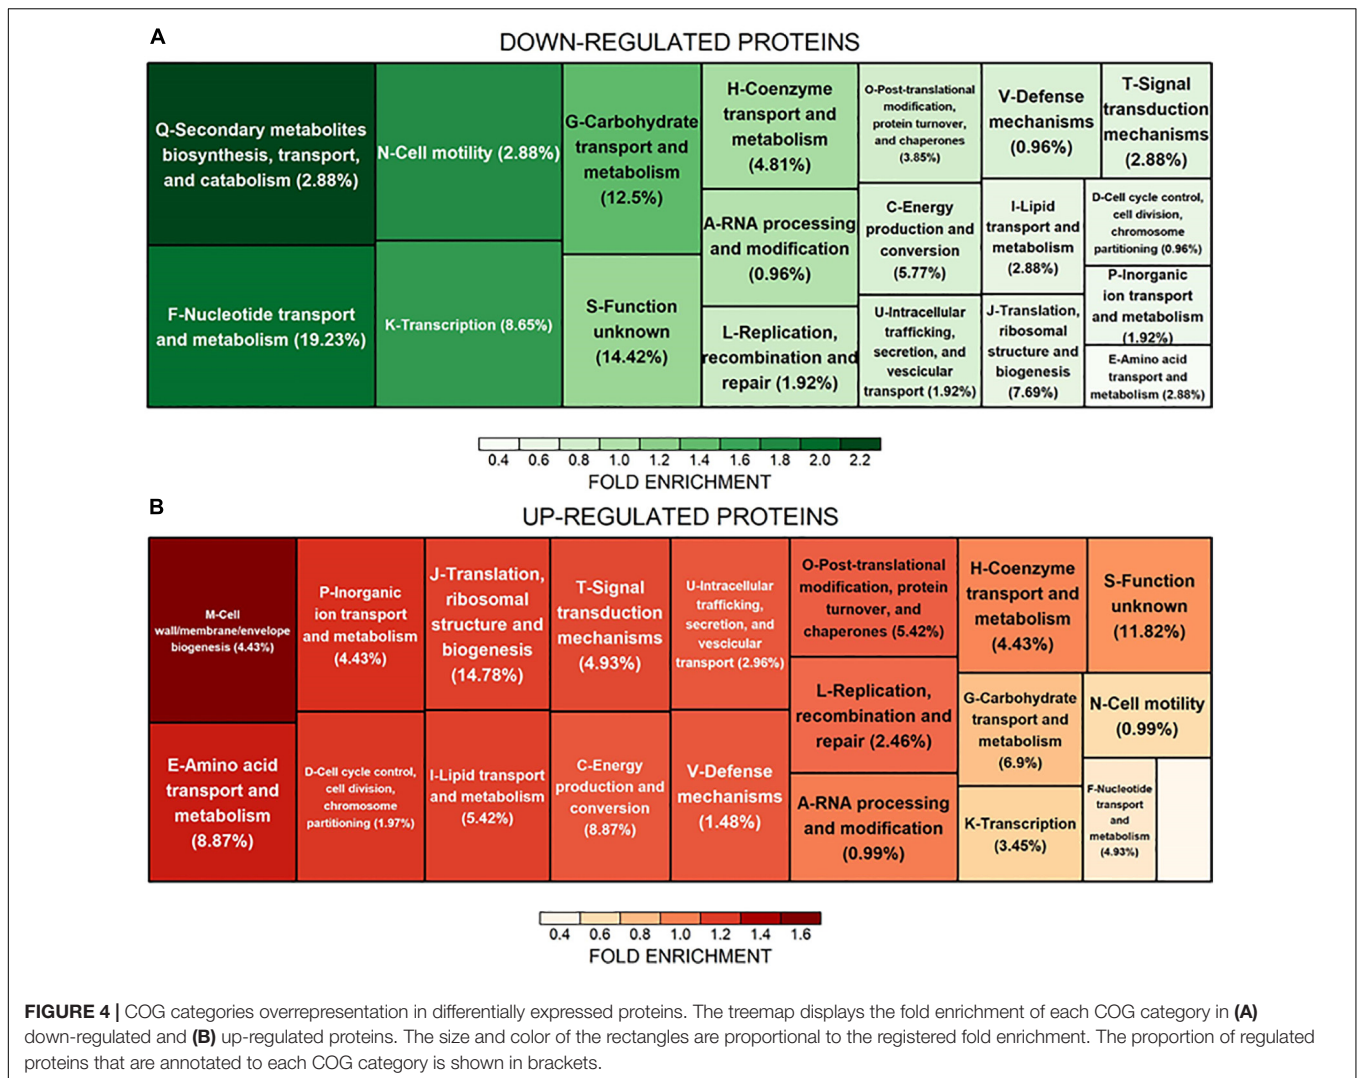 A
DOWN-REGULATED PROTEINS
Q-Secondary metabolites
biosynthesis, transport,
and catabolism (2.88%)
F-Nucleotide transport
and metabolism (19.23%)
N-Cell motility (2.88%)
K-Transcription (8.65%)
G-Carbohydrate
transport and
metabolism
(12.5%)
S-Function
unknown
(14.42%)
H-Coenzyme
transport and
metabolism
(4.81%)
A-RNA processing
and modification
(0.96%)
L-Replication,
recombination and
repair (1.92%)
O-Post-translational
modification,
protein turnover,
and chaperones
(3.85%)
C-Energy
production and
conversion
(5.77%)
U-Intracellular
trafficking,
secretion, and
vescicular
transport (1.92%)
V-Defense
mechanisms
(0.96%)
T-Signal
transduction
mechanisms
(2.88%)
I-Lipid
transport and
metabolism
(2.88%)
J-Translation,
ribosomal
structure and
biogenesis
(7.69%)
D-Cell cycle control,
cell division,
chromosome
partitioning (0.96%)
P-Inorganic
ion transport
and metabolism
(1.92%)
E-Amino acid
transport and
metabolism (2.88%)
0.4 0.6 0.8 1.0 1.2 1.4 1.6 1.8 2.0 2.2
FOLD ENRICHMENT
B
UP-REGULATED PROTEINS
M-Cell
wall/membrane/envelope
biogenesis (4.43%)
E-Amino acid
transport and
metabolism
(8.87%)
P-Inorganic
ion transport
and metabolism
(4.43%)
D-Cell cycle control,
cell division,
chromosome
partitioning (1.97%)
J-Translation,
ribosomal
structure and
biogenesis
(14.78%)
I-Lipid transport
and metabolism
(5.42%)
T-Signal
transduction
mechanisms
(4.93%)
C-Energy
production and
conversion
(8.87%)
U-Intracellular
trafficking,
secretion, and
vescicular
transport (2.96%)
V-Defense
mechanisms
(1.48%)
O-Post-translational
modification, protein
turnover, and
chaperones (5.42%)
L-Replication,
recombination and
repair (2.46%)
A-RNA processing
and modification
(0.99%)
H-Coenzyme
transport and
metabolism
(4.43%)
S-Function
unknown
(11.82%)
G-Carbohydrate
transport and
metabolism
(6.9%)
K-Transcription
(3.45%)
N-Cell motility
(0.99%)
F-Nucleotide
transport
and
metabolism
(4.93%)
0.4 0.6 0.8 1.0 1.2 1.4 1.6
FOLD ENRICHMENT
FIGURE 4 | COG categories overrepresentation in differentially expressed proteins. The treemap displays the fold enrichment of each COG category in (A)
down-regulated and (B) up-regulated proteins. The size and color of the rectangles are proportional to the registered fold enrichment. The proportion of regulated
proteins that are annotated to each COG category is shown in brackets.